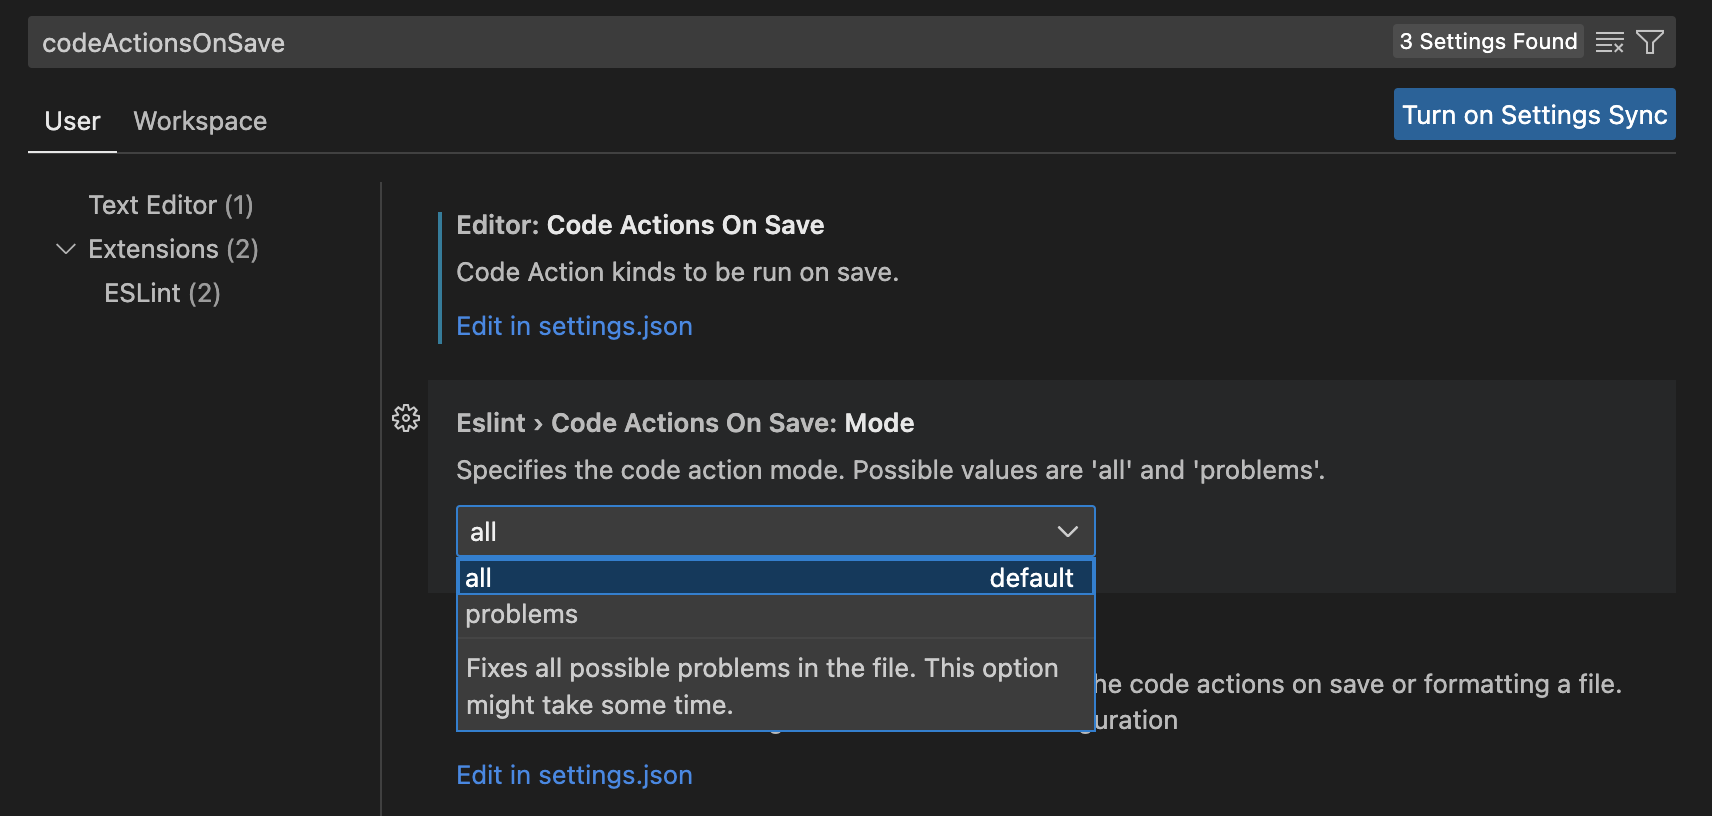 codeActionsOnSave
3 Settings Found
User
Workspace
Turn on Settings Sync
Text Editor (1)
Extensions (2)
ESLint (2)
Editor: Code Actions On Save
Code Action kinds to be run on save.
Edit in settings.json
Eslint › Code Actions On Save: Mode
Specifies the code action mode. Possible values are 'all' and 'problems'.
all
all default
problems
Fixes all possible problems in the file. This option
might take some time.
code actions on save or formatting a file.
Edit in settings.json